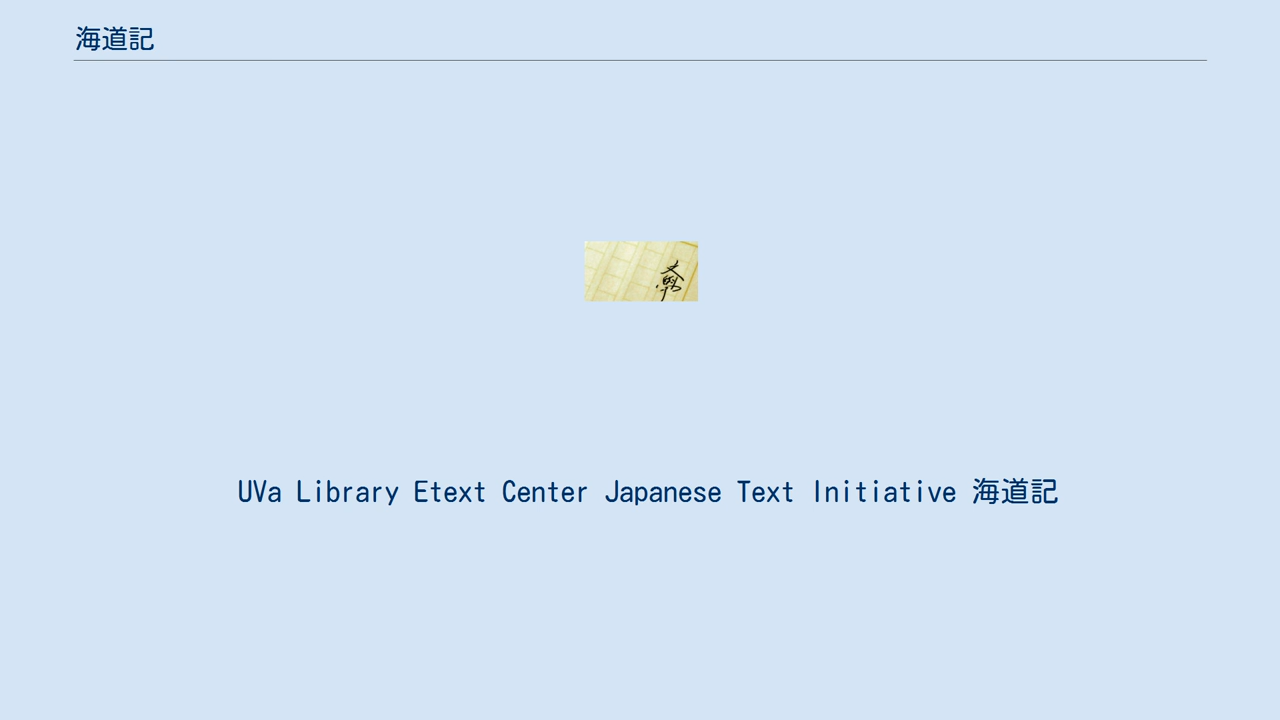 海道記
UVa Library Etext Center Japanese Text Initiative 海道記